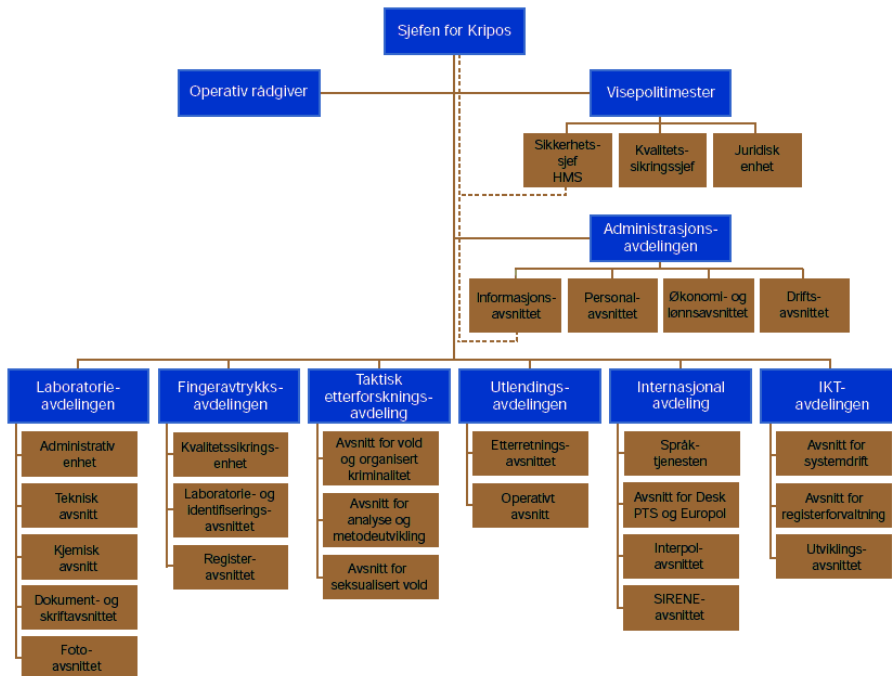 Sjefen for Kripos
Operativ rådgiver
Visepolitimester
Sikkerhets-
sjef
HMS
Kvalitets-
sikringssjef
Juridisk
enhet
Administrasjons-
avdelingen
Informasjons-
avsnittet
Personal-
avsnittet
Økonomi- og
lønnsavsnittet
Drifts-
avsnittet
Laboratorie-
avdelingen
Administrativ
enhet
Teknisk
avsnitt
Kjemisk
avsnitt
Dokument- og
skriftavsnittet
Foto-
avsnittet
Fingeravtrykks-
avdelingen
Kvalitetssikrings-
enhet
Laboratorie- og
identifiserings-
avsnittet
Register-
avsnittet
Taktisk
etterforsknings-
avdeling
Avsnitt for vold
og organisert
kriminalitet
Avsnitt for
analyse og
metodeutvikling
Avsnitt for
seksualisert vold
Utlendings-
avdelingen
Etterretnings-
avsnittet
Operativt
avsnitt
Internasjonal
avdeling
Språk-
tjenesten
Avsnitt for Desk
PTS og Europol
Interpol-
avsnittet
SIRENE-
avsnittet
IKT-
avdelingen
Avsnitt for
systemdrift
Avsnitt for
registerforvaltning
Utviklings-
avsnittet